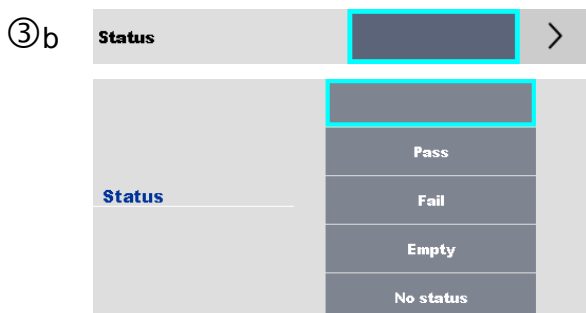 ③b Status >
Pass
Status
Fail
Empty
No status